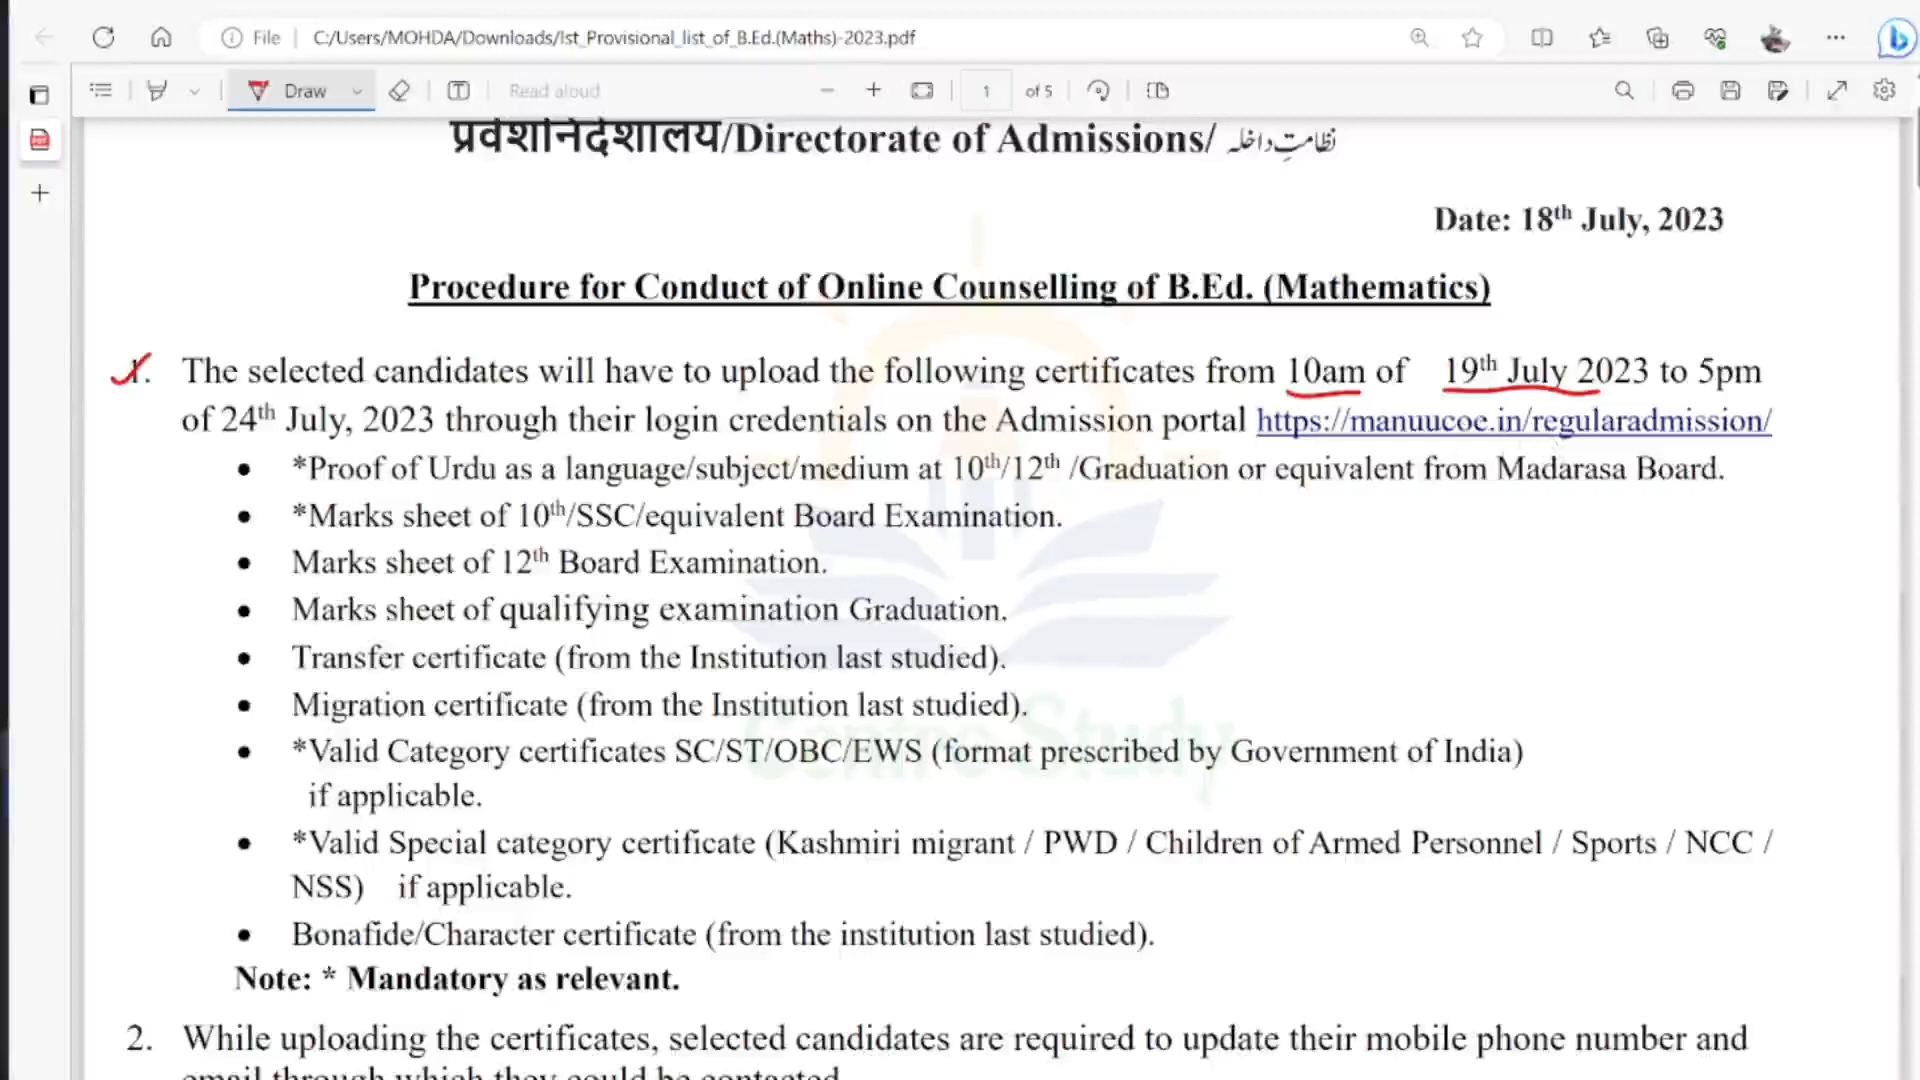 File C:/Users/MOHDA/Downloads/Ist_Provisional_list_of_B.Ed.(Maths)-2023.pdf
Draw Read aloud 1 of 5
प्रवेशनिदेशालय/Directorate of Admissions/ نظامتِ داخلہ
Date: 18th July, 2023
Procedure for Conduct of Online Counselling of B.Ed. (Mathematics)
1. The selected candidates will have to upload the following certificates from 10am of 19th July 2023 to 5pm
of 24th July, 2023 through their login credentials on the Admission portal https://manuucoe.in/regularadmission/
• *Proof of Urdu as a language/subject/medium at 10th/12th /Graduation or equivalent from Madarasa Board.
• *Marks sheet of 10th/SSC/equivalent Board Examination.
• Marks sheet of 12th Board Examination.
• Marks sheet of qualifying examination Graduation.
• Transfer certificate (from the Institution last studied).
• Migration certificate (from the Institution last studied).
Centre Study
• *Valid Category certificates SC/ST/OBC/EWS (format prescribed by Government of India)
if applicable.
• *Valid Special category certificate (Kashmiri migrant / PWD / Children of Armed Personnel / Sports / NCC /
NSS) if applicable.
• Bonafide/Character certificate (from the institution last studied).
Note: * Mandatory as relevant.
2. While uploading the certificates, selected candidates are required to update their mobile phone number and
email through which they could be contacted